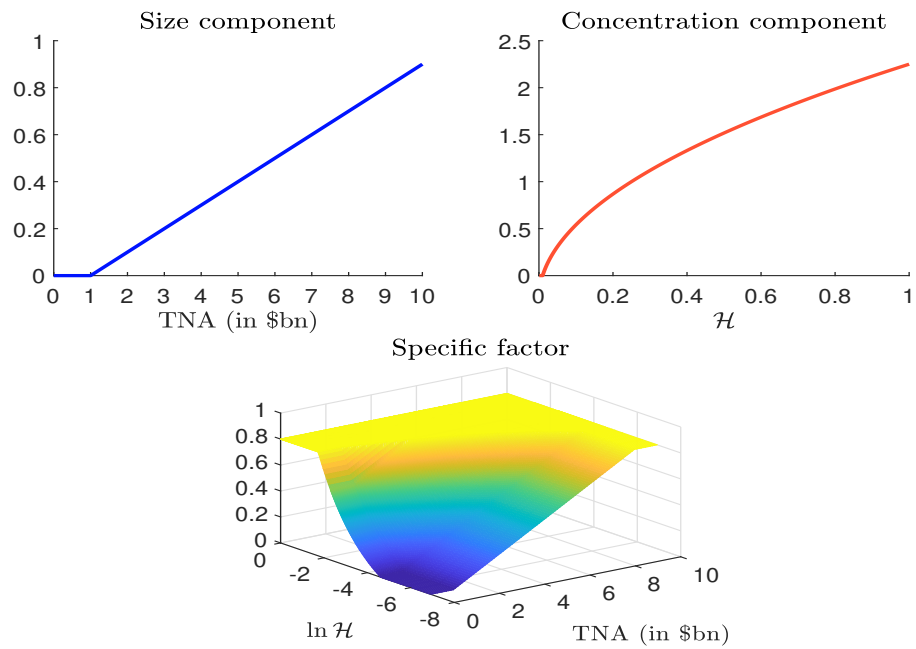 Size component
1
0.8
0.6
0.4
0.2
0
0 1 2 3 4 5 6 7 8 9 10
TNA (in $bn)
Concentration component
2.5
2
1.5
1
0.5
0
0 0.2 0.4 0.6 0.8 1
ℋ
Specific factor
1
0.8
0.6
0.4
0.2
0
0 -2 -4 -6 -8
ln ℋ
0 2 4 6 8 10
TNA (in $bn)